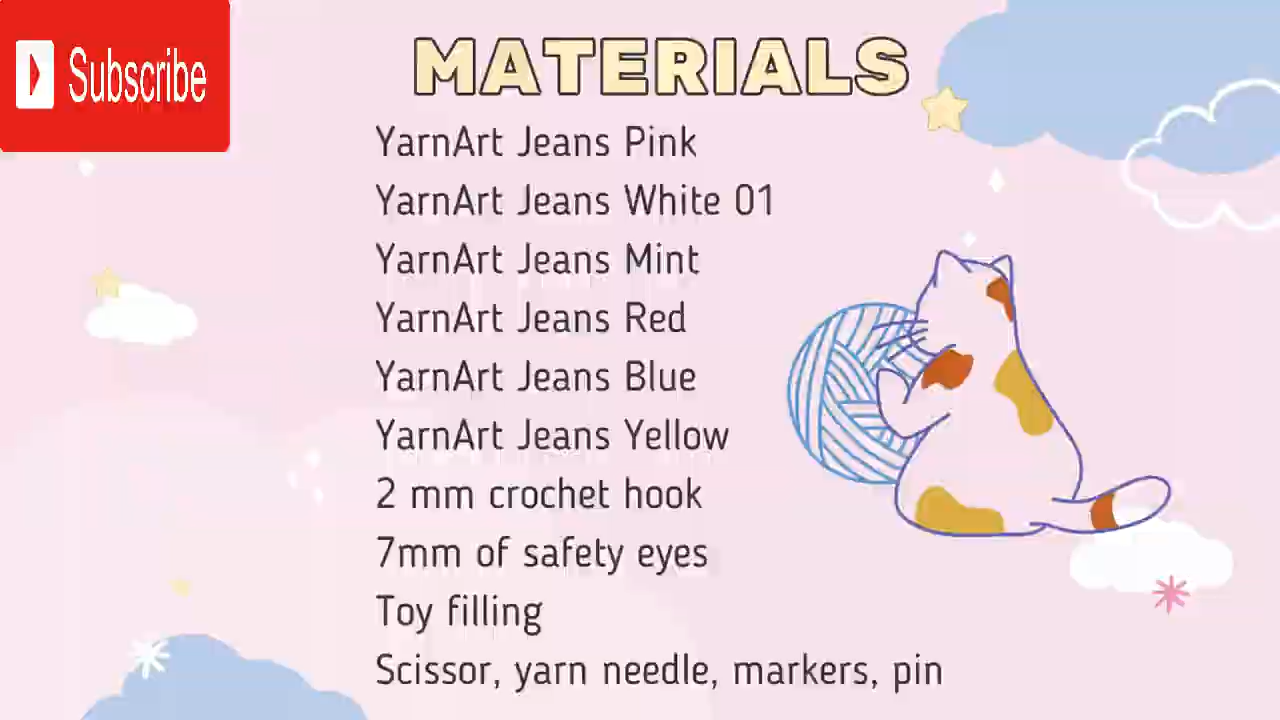 Subscribe
MATERIALS
YarnArt Jeans Pink
YarnArt Jeans White 01
YarnArt Jeans Mint
YarnArt Jeans Red
YarnArt Jeans Blue
YarnArt Jeans Yellow
2 mm crochet hook
7mm of safety eyes
Toy filling
Scissor, yarn needle, markers, pin